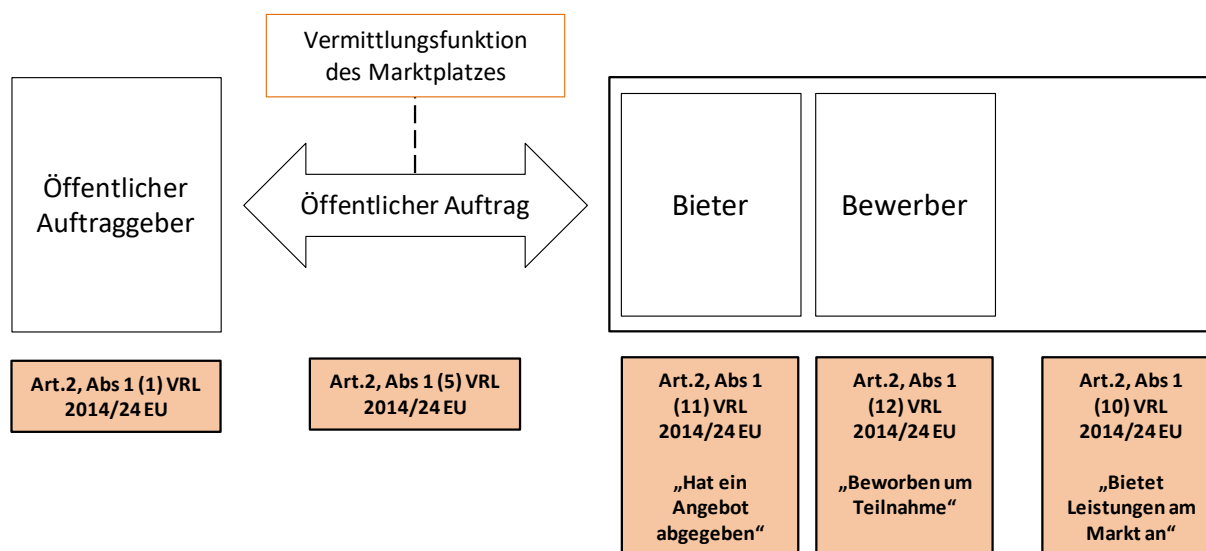 Vermittlungsfunktion
des Marktplatzes
Öffentlicher
Auftraggeber
Öffentlicher Auftrag
Bieter
Bewerber
Art.2, Abs 1 (1) VRL
2014/24 EU
Art.2, Abs 1 (5) VRL
2014/24 EU
Art.2, Abs 1
(11) VRL
2014/24 EU
„Hat ein
Angebot
abgegeben“
Art.2, Abs 1
(12) VRL
2014/24 EU
„Beworben um
Teilnahme“
Art.2, Abs 1
(10) VRL
2014/24 EU
„Bietet
Leistungen am
Markt an“